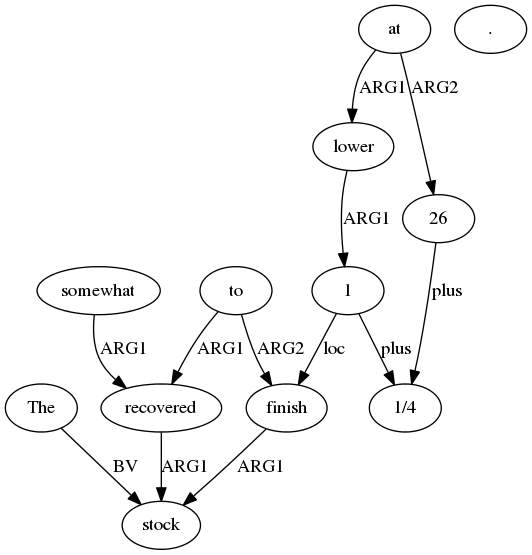 at .
ARG1 ARG2
lower
26
ARG1
somewhat to 1
plus
ARG1 ARG1 ARG2 loc plus
The recovered finish 1/4
BV ARG1 ARG1
stock